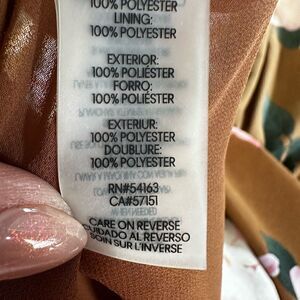 100% POLYESTER
LINING:
100% POLYESTER
EXTERIOR:
100% POLIÉSTER
FORRO:
100% POLIÉSTER
EXTERIUR:
100% POLYESTER
DOUBLURE:
100% POLYESTER
RN#54163
CA#57151
CARE ON REVERSE
CUIDADO AL REVERSO
SOIN SUR L'INVERSE